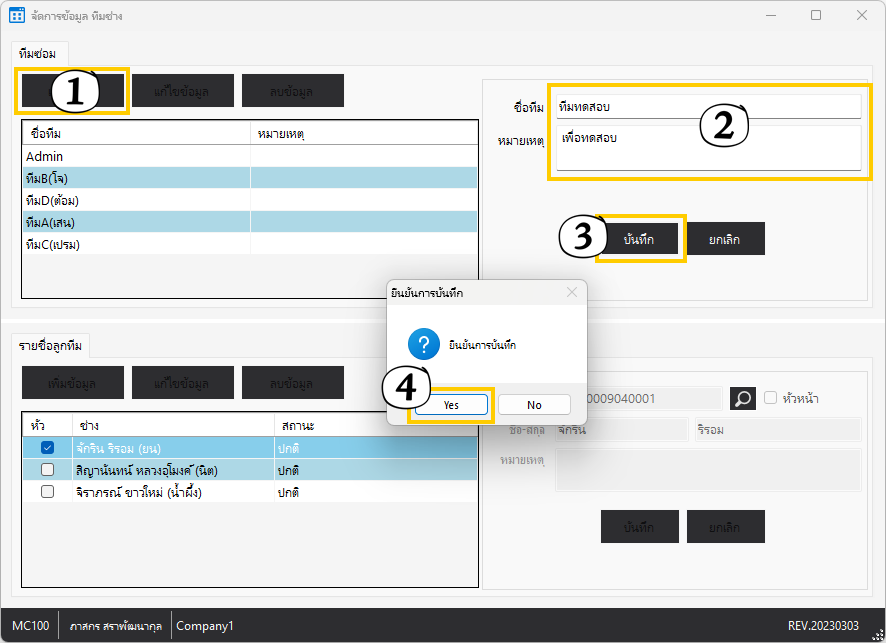 จัดการข้อมูล ทีมช่าง
ทีมซ่อม
1
แก้ไขข้อมูล
ลบข้อมูล
ชื่อทีม
หมายเหตุ
Admin
ทีมB(โจ)
ทีมD(ต้อม)
ทีมA(เสน)
ทีมC(เปรม)
ชื่อทีม
ทีมทดสอบ
2
หมายเหตุ
เพื่อทดสอบ
3
บันทึก
ยกเลิก
ยืนยันการบันทึก
?
ยืนยันการบันทึก
4
Yes
No
รายชื่อลูกทีม
เพิ่มข้อมูล
แก้ไขข้อมูล
ลบข้อมูล
หัว
ช่าง
สถานะ
จักริน ริรอม (ยน)
ปกติ
สิญานันทน์ หลวงอุโมงค์ (นิต)
ปกติ
จิราภรณ์ ขาวใหม่ (น้ำผึ้ง)
ปกติ
0009040001
หัวหน้า
ชื่อ-สกุล
จักริน
ริรอม
หมายเหตุ
บันทึก
ยกเลิก
MC100
ภาสกร สราพัฒนากุล
Company1
REV.20230303